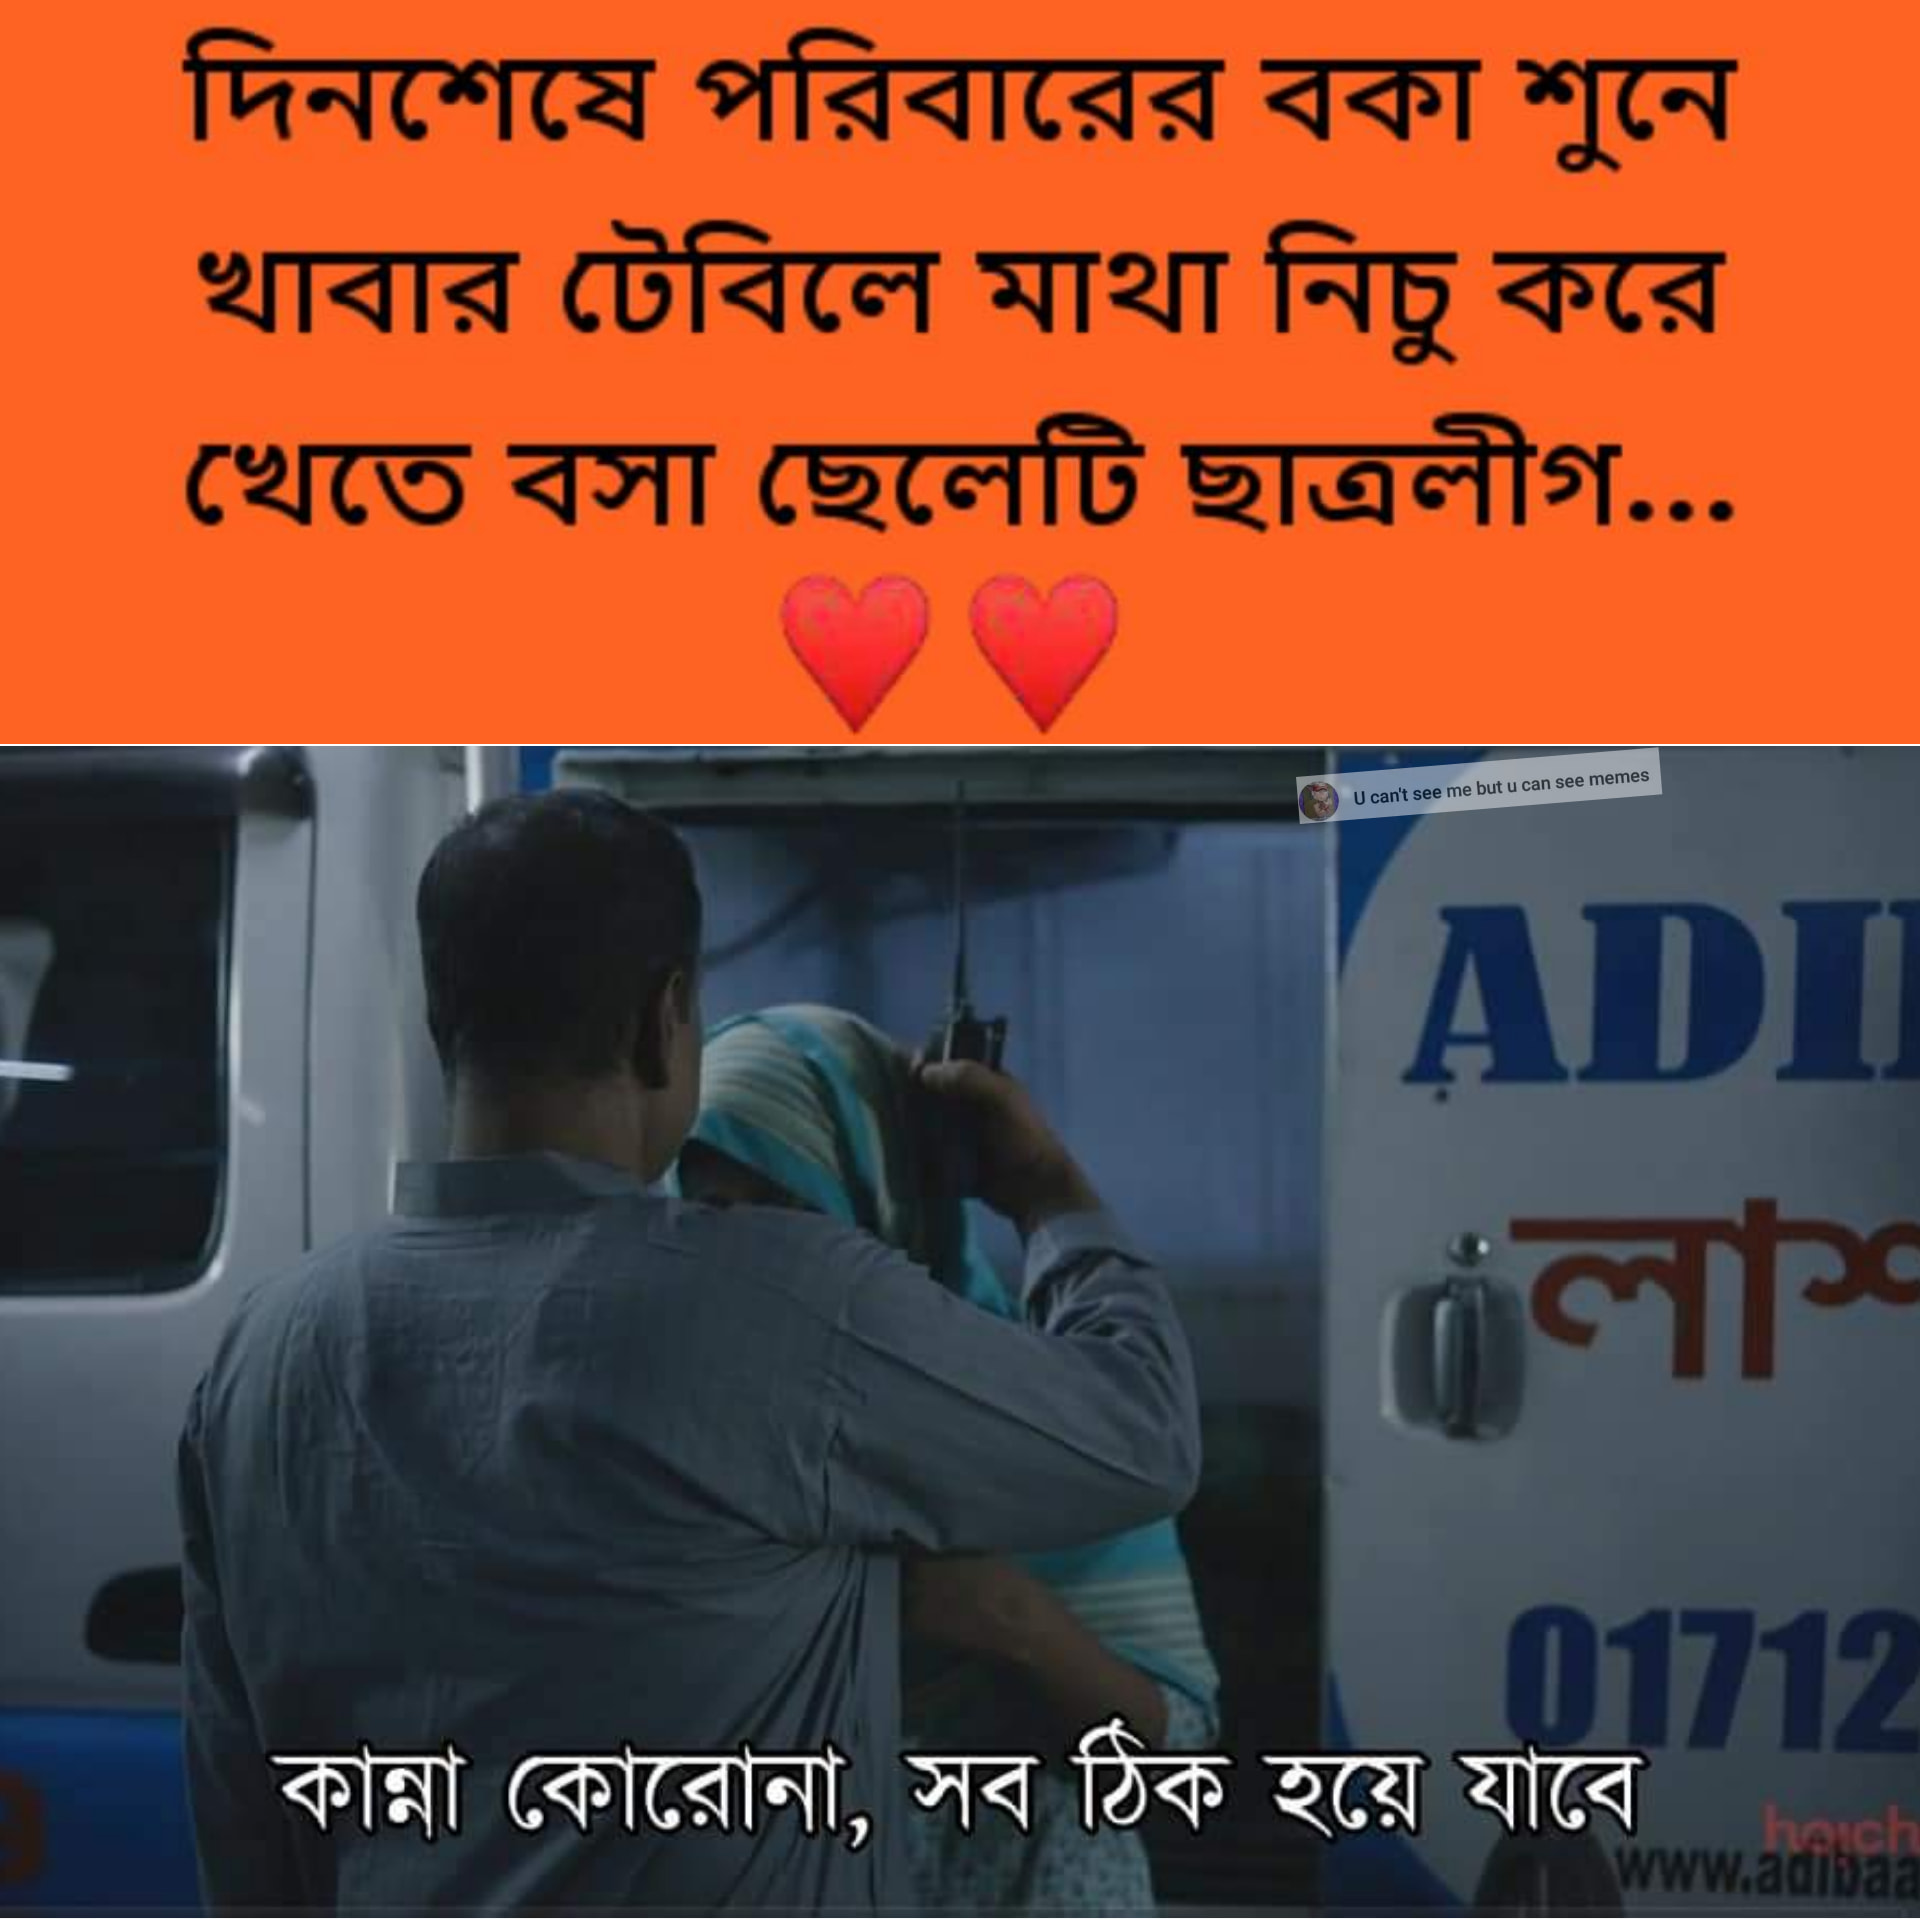 দিনশেষে পরিবারের বকা শুনে
খাবার টেবিলে মাথা নিচু করে
খেতে বসা ছেলেটি ছাত্রলীগ...
U can't see me but u can see memes
ADI
লাশ
01712
কান্না কোরোনা, সব ঠিক হয়ে যাবে
hoich
www.adibaa